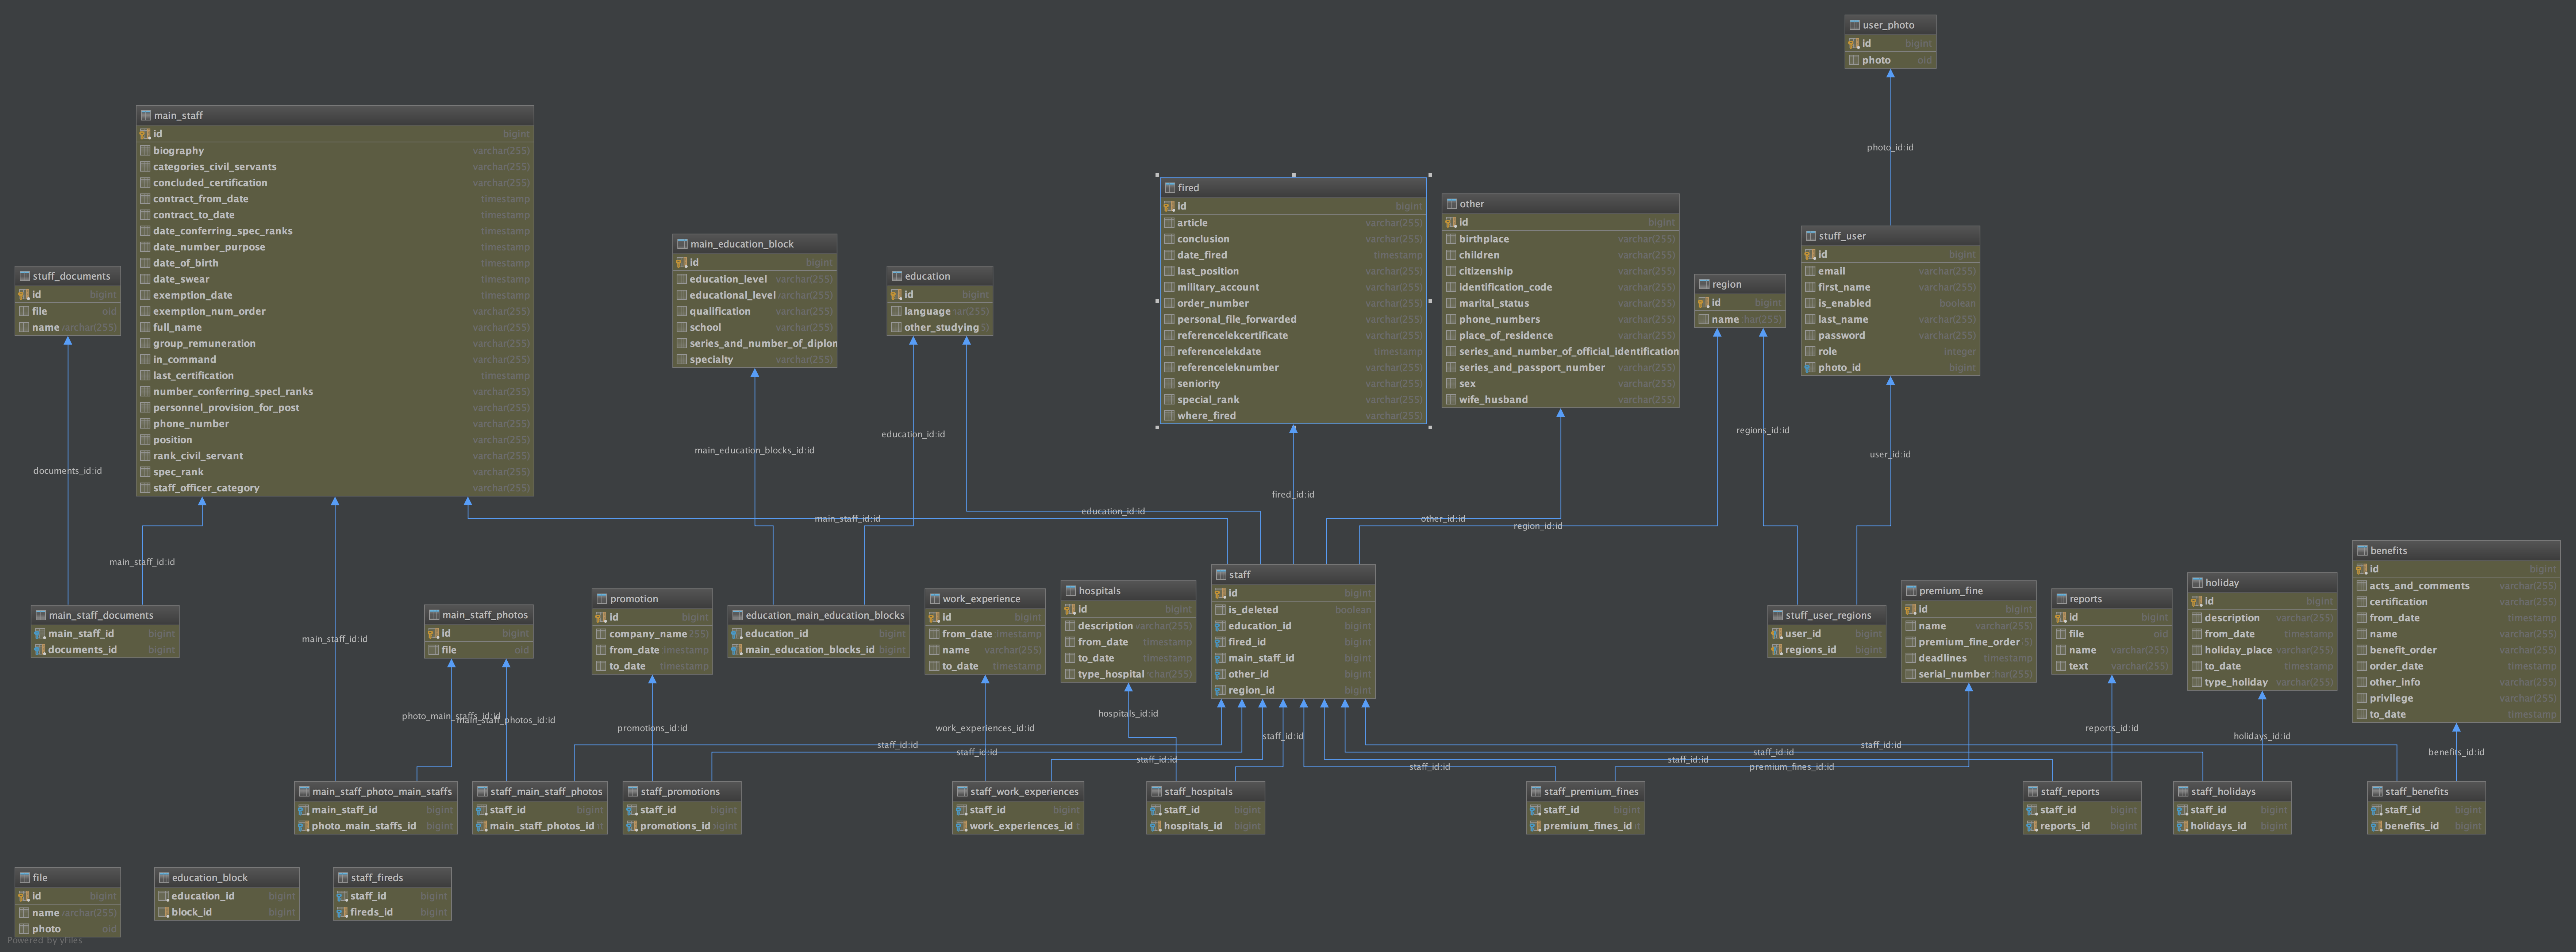 user_photo
id bigint
photo oid
photo_id:id
main_staff
id bigint
biography varchar(255)
categories_civil_servants varchar(255)
concluded_certification varchar(255)
contract_from_date timestamp
contract_to_date timestamp
date_conferring_spec_ranks timestamp
date_number_purpose timestamp
date_of_birth timestamp
date_swear timestamp
exemption_date timestamp
exemption_num_order varchar(255)
full_name varchar(255)
group_remuneration varchar(255)
in_command varchar(255)
last_certification timestamp
number_conferring_specl_ranks varchar(255)
personnel_provision_for_post varchar(255)
phone_number varchar(255)
position varchar(255)
rank_civil_servant varchar(255)
spec_rank varchar(255)
staff_officer_category varchar(255)
fired
id bigint
article varchar(255)
conclusion varchar(255)
date_fired timestamp
last_position varchar(255)
military_account varchar(255)
order_number varchar(255)
personal_file_forwarded varchar(255)
referencelekcertificate varchar(255)
referencelekdate timestamp
referenceleknumber varchar(255)
seniority varchar(255)
special_rank varchar(255)
where_fired varchar(255)
other
id bigint
birthplace varchar(255)
children varchar(255)
citizenship varchar(255)
identification_code varchar(255)
marital_status varchar(255)
phone_numbers varchar(255)
place_of_residence varchar(255)
series_and_number_of_official_identification
series_and_passport_number varchar(255)
sex varchar(255)
wife_husband varchar(255)
stuff_user
id bigint
email varchar(255)
first_name varchar(255)
is_enabled boolean
last_name varchar(255)
password varchar(255)
role integer
photo_id bigint
main_education_block
id bigint
education_level varchar(255)
educational_level varchar(255)
qualification varchar(255)
school varchar(255)
series_and_number_of_diplon
specialty varchar(255)
stuff_documents
id bigint
file oid
name varchar(255)
education
id bigint
language
other_studying
region
id bigint
name
documents_id:id
main_education_blocks_id:id
education_id:id
fired_id:id
regions_id:id
user_id:id
main_staff_id:id
education_id:id
other_id:id
region_id:id
main_staff_id:id
main_staff_id:id
main_staff_documents
main_staff_id bigint
documents_id bigint
main_staff_photos
id bigint
file oid
promotion
id bigint
company_name
from_date timestamp
to_date timestamp
education_main_education_blocks
education_id bigint
main_education_blocks_id bigint
work_experience
id bigint
from_date timestamp
name varchar(255)
to_date timestamp
hospitals
id bigint
description varchar(255)
from_date timestamp
to_date timestamp
type_hospital
staff
id bigint
is_deleted boolean
education_id bigint
fired_id bigint
main_staff_id bigint
other_id bigint
region_id bigint
stuff_user_regions
user_id bigint
regions_id bigint
premium_fine
id bigint
name varchar(255)
premium_fine_order
deadlines timestamp
serial_number
reports
id bigint
file oid
name varchar(255)
text varchar(255)
holiday
id bigint
description varchar(255)
from_date timestamp
holiday_place varchar(255)
to_date timestamp
type_holiday varchar(255)
benefits
id bigint
acts_and_comments varchar(255)
certification varchar(255)
from_date timestamp
name varchar(255)
benefit_order varchar(255)
order_date timestamp
other_info varchar(255)
privilege varchar(255)
to_date timestamp
photo_main_staffs_id:id
main_staff_photos_id:id
promotions_id:id
work_experiences_id:id
hospitals_id:id
staff_id:id
reports_id:id
holidays_id:id
benefits_id:id
staff_id:id
staff_id:id
staff_id:id
staff_id:id
premium_fines_id:id
staff_id:id
staff_id:id
staff_id:id
main_staff_photo_main_staffs
main_staff_id bigint
photo_main_staffs_id bigint
staff_main_staff_photos
staff_id bigint
main_staff_photos_id
staff_promotions
staff_id bigint
promotions_id bigint
staff_work_experiences
staff_id bigint
work_experiences_id
staff_hospitals
staff_id bigint
hospitals_id bigint
staff_premium_fines
staff_id bigint
premium_fines_id
staff_reports
staff_id bigint
reports_id bigint
staff_holidays
staff_id bigint
holidays_id bigint
staff_benefits
staff_id bigint
benefits_id bigint
file
id bigint
name varchar(255)
photo oid
education_block
education_id bigint
block_id bigint
staff_fireds
staff_id bigint
fireds_id bigint
Powered by yFiles